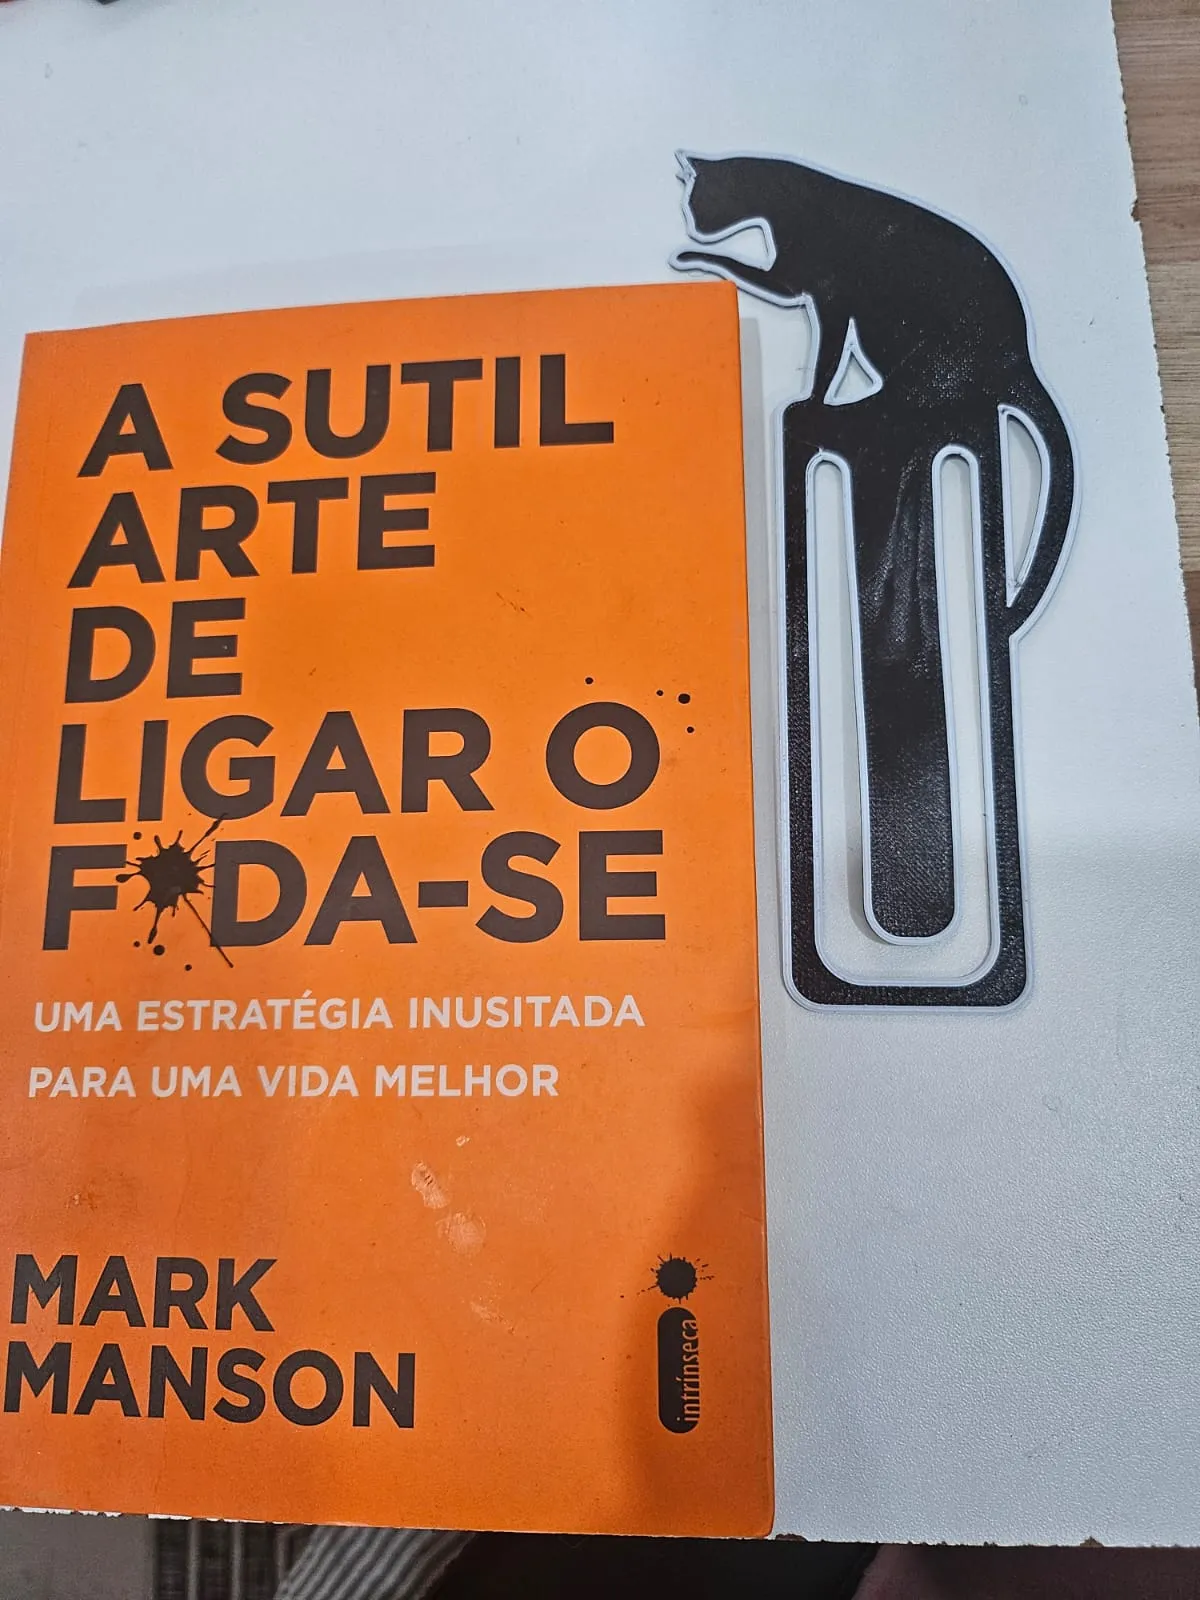 A SUTIL
ARTE
DE
LIGAR O
F DA-SE
UMA ESTRATÉGIA INUSITADA
PARA UMA VIDA MELHOR
MARK
MANSON
intrínseca